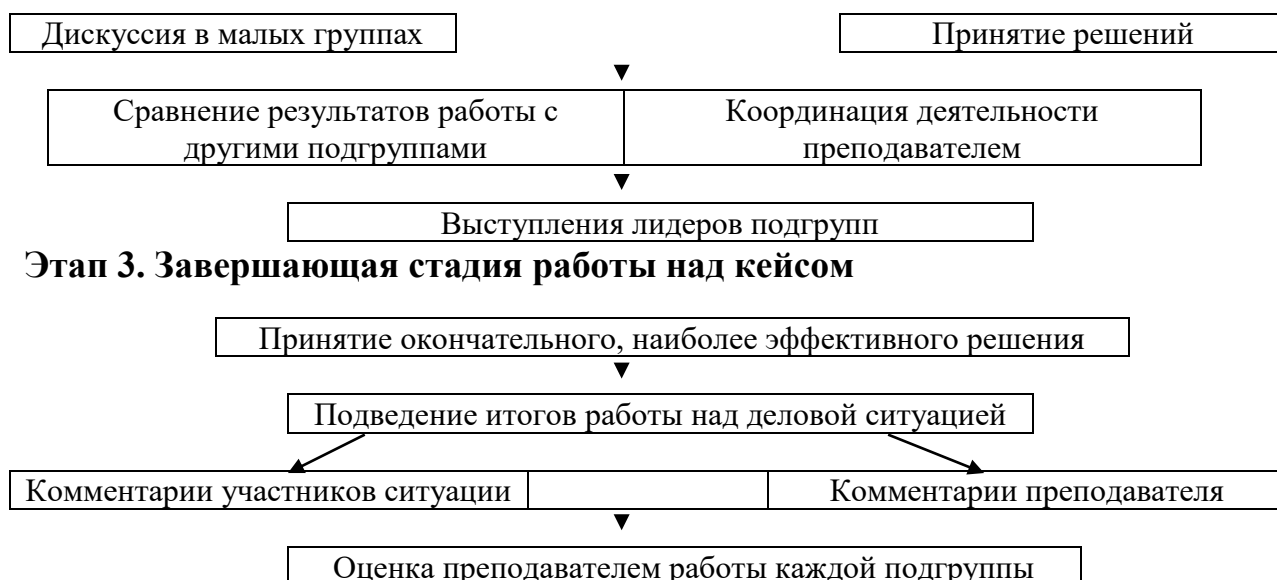 Дискуссия в малых группах
Принятие решений
Сравнение результатов работы с
другими подгруппами
Координация деятельности
преподавателем
Выступления лидеров подгрупп
Этап 3. Завершающая стадия работы над кейсом
Принятие окончательного, наиболее эффективного решения
Подведение итогов работы над деловой ситуацией
Комментарии участников ситуации
Комментарии преподавателя
Оценка преподавателем работы каждой подгруппы